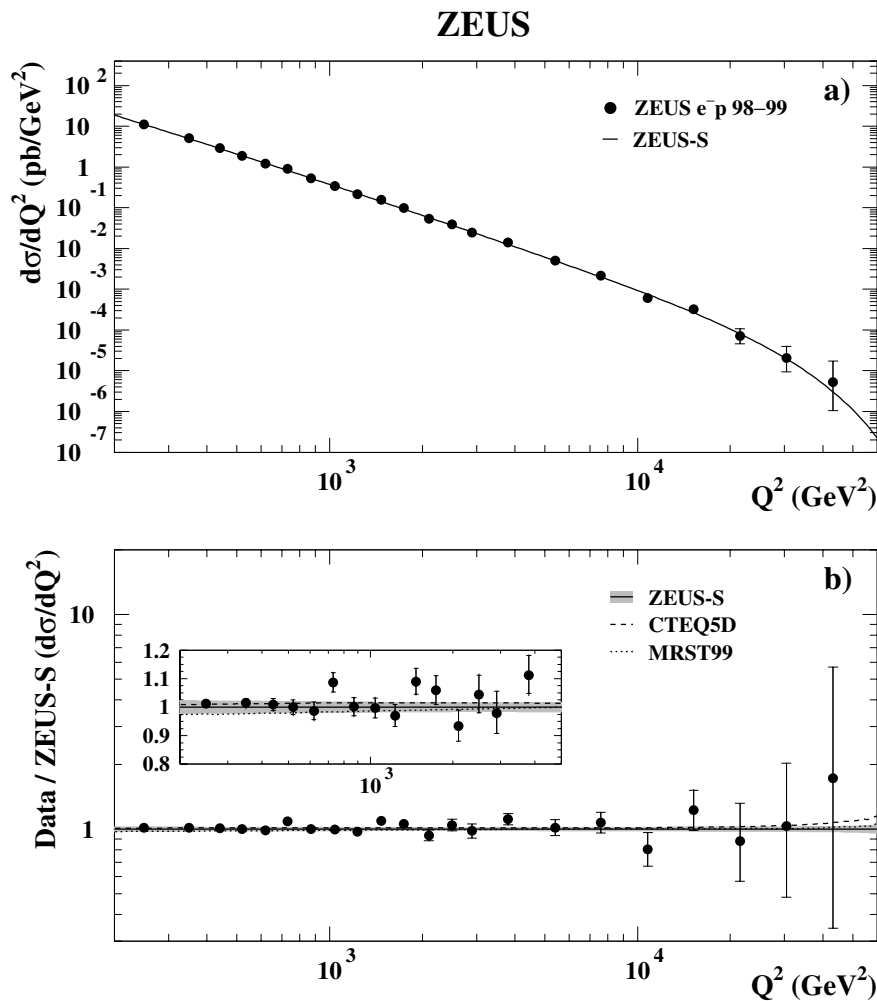 ZEUS
a)
ZEUS e⁻p 98–99
ZEUS-S
dσ/dQ² (pb/GeV²)
10²
10
1
10⁻¹
10⁻²
10⁻³
10⁻⁴
10⁻⁵
10⁻⁶
10⁻⁷
10³
10⁴
Q² (GeV²)
b)
ZEUS-S
CTEQ5D
MRST99
Data / ZEUS-S (dσ/dQ²)
10
1
1.2
1.1
1
0.9
0.8
10³
10³
10⁴
Q² (GeV²)